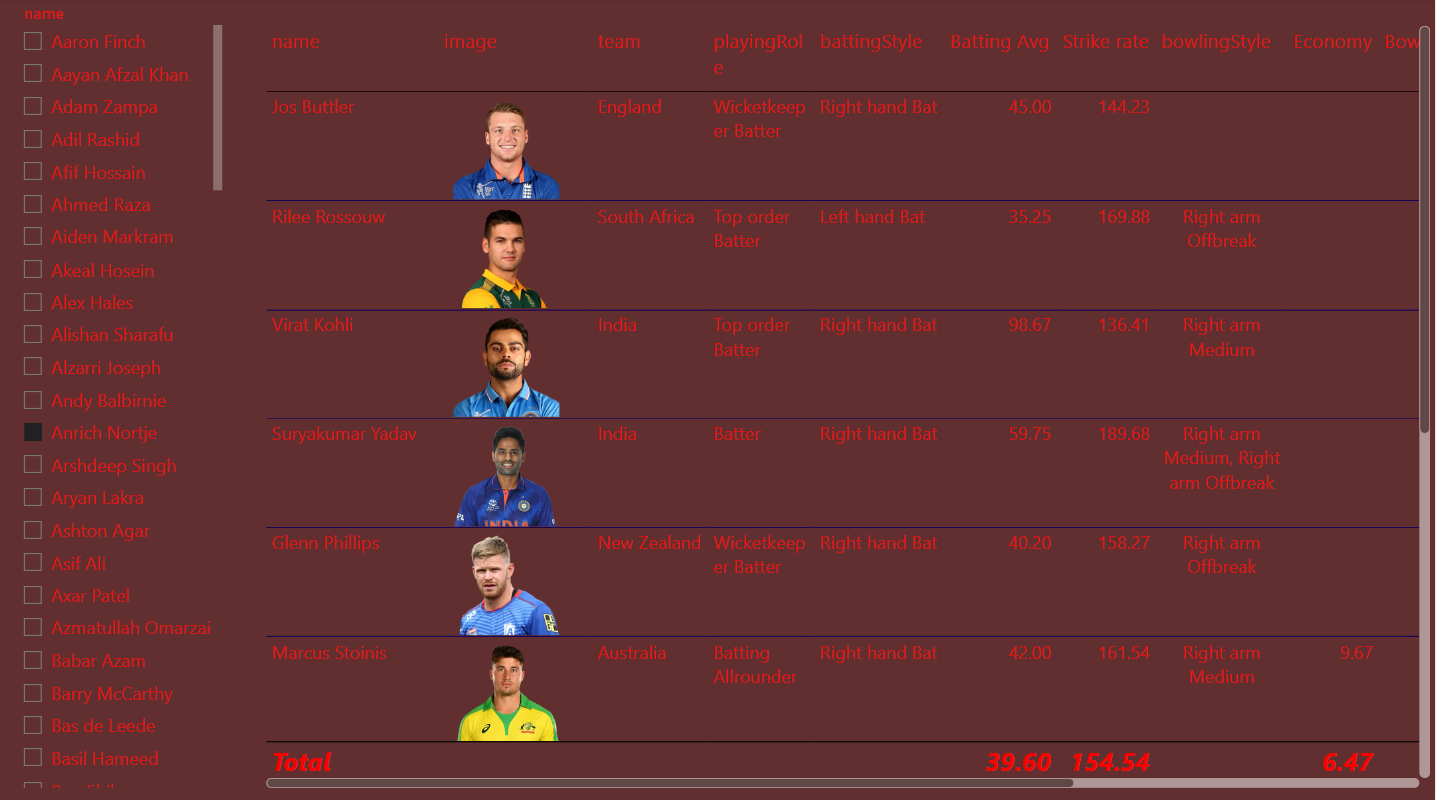 name
Aaron Finch
Aayan Afzal Khan
Adam Zampa
Adil Rashid
Afif Hossain
Ahmed Raza
Aiden Markram
Akeal Hosein
Alex Hales
Alishan Sharafu
Alzarri Joseph
Andy Balbirnie
Anrich Nortje
Arshdeep Singh
Aryan Lakra
Ashton Agar
Asif Ali
Axar Patel
Azmatullah Omarzai
Babar Azam
Barry McCarthy
Bas de Leede
Basil Hameed
name image team playingRol battingStyle Batting Avg Strike rate bowlingStyle Economy Bow
e
Jos Buttler England Wicketkeep Right hand Bat 45.00 144.23
er Batter
Rilee Rossouw South Africa Top order Left hand Bat 35.25 169.88 Right arm
Batter Offbreak
Virat Kohli India Top order Right hand Bat 98.67 136.41 Right arm
Batter Medium
Suryakumar Yadav India Batter Right hand Bat 59.75 189.68 Right arm
Medium, Right
arm Offbreak
INDIA
Glenn Phillips New Zealand Wicketkeep Right hand Bat 40.20 158.27 Right arm
er Batter Offbreak
Marcus Stoinis Australia Batting Right hand Bat 42.00 161.54 Right arm 9.67
Allrounder Medium
Total 39.60 154.54 6.47